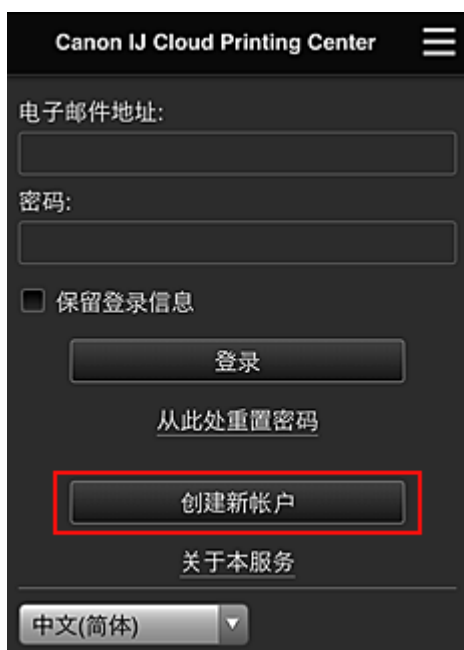 Canon IJ Cloud Printing Center
电子邮件地址:
密码:
保留登录信息
登录
从此处重置密码
创建新帐户
关于本服务
中文(简体)